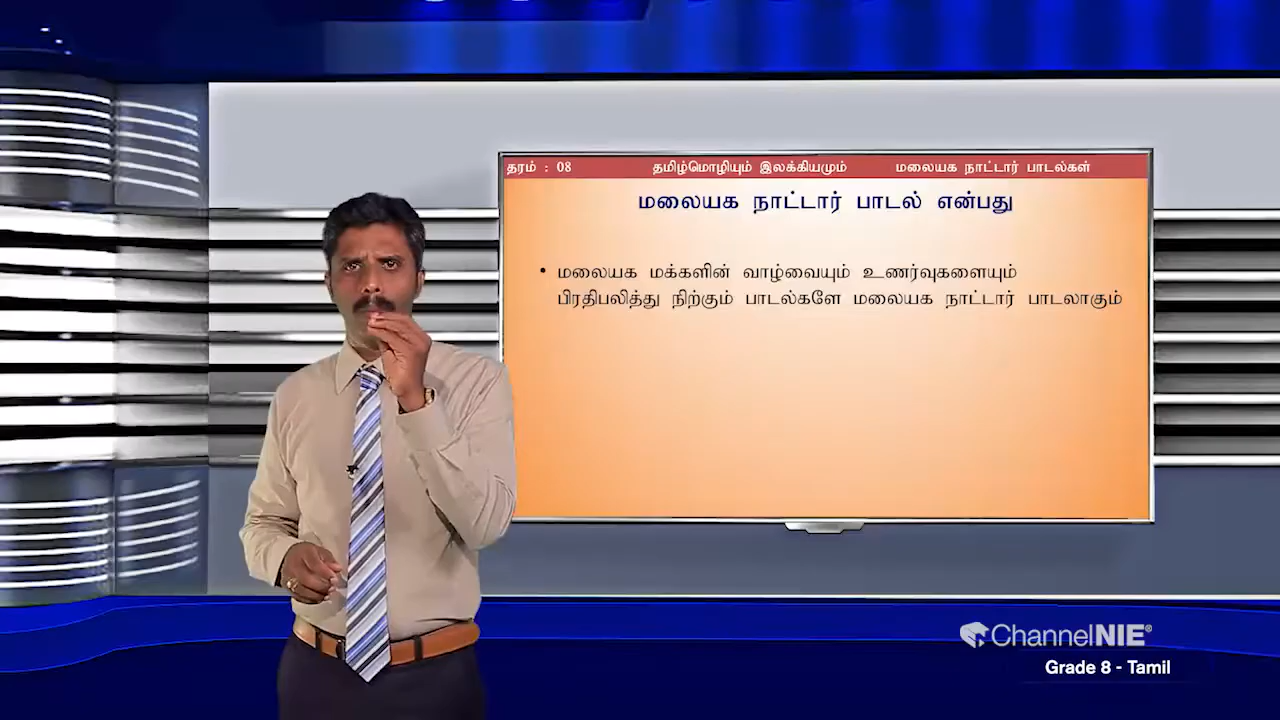 தரம் : 08 தமிழ்மொழியும் இலக்கியமும் மலையக நாட்டார் பாடல்கள்
மலையக நாட்டார் பாடல் என்பது
• மலையக மக்களின் வாழ்வையும் உணர்வுகளையும்
பிரதிபலித்து நிற்கும் பாடல்களே மலையக நாட்டார் பாடலாகும்
ChannelNIE®
Grade 8 - Tamil